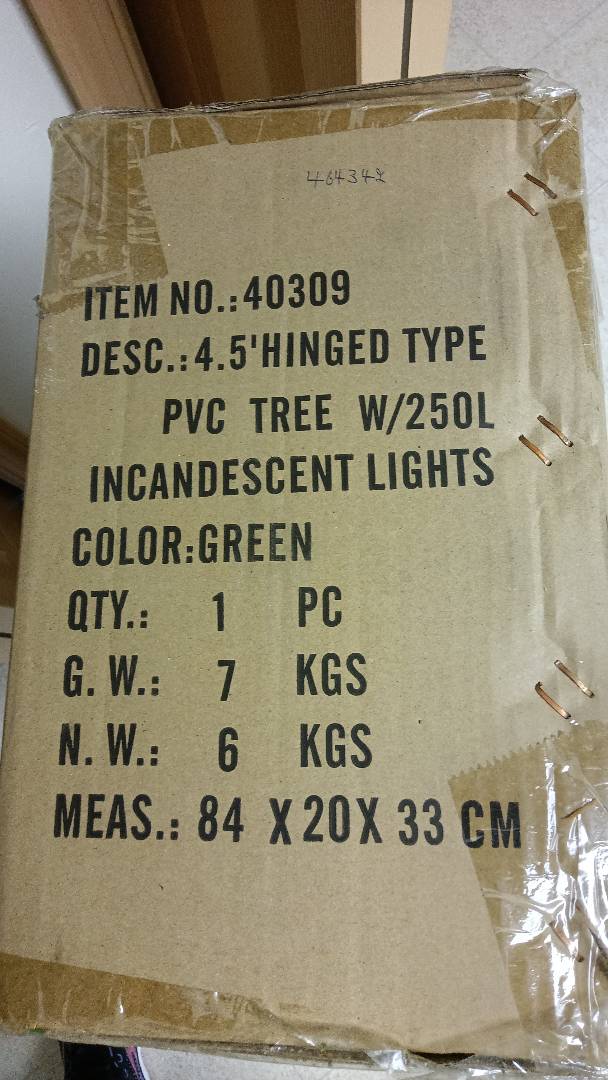 464342
ITEM NO.:40309
DESC.:4.5'HINGED TYPE
PVC TREE W/250L
INCANDESCENT LIGHTS
COLOR:GREEN
QTY.: 1 PC
G. W.: 7 KGS
N. W.: 6 KGS
MEAS.: 84 X 20 X 33 CM